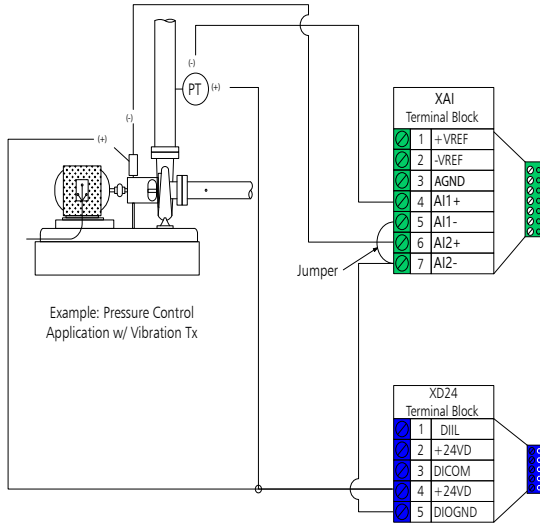 (-)
PT
(+)
(-)
(+)
Example: Pressure Control
Application w/ Vibration Tx
Jumper
XAI
Terminal Block
1 +VREF
2 -VREF
3 AGND
4 AI1+
5 AI1-
6 AI2+
7 AI2-
XD24
Terminal Block
1 DIIL
2 +24VD
3 DICOM
4 +24VD
5 DIOGND